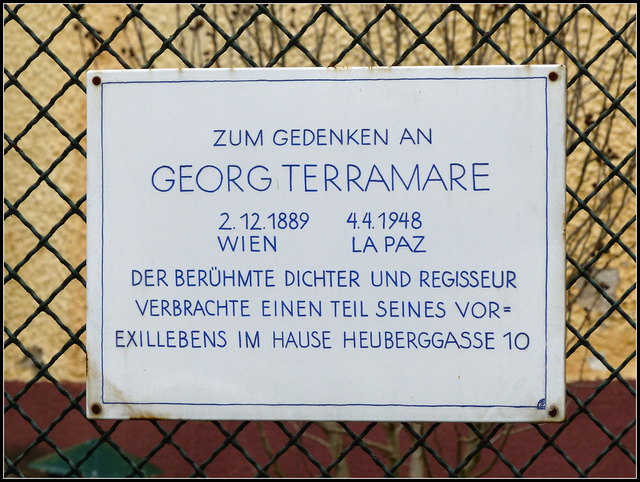 ZUM GEDENKEN AN
GEORG TERRAMARE
2.12.1889 4.4.1948
WIEN LA PAZ
DER BERÜHMTE DICHTER UND REGISSEUR
VERBRACHTE EINEN TEIL SEINES VOR=
EXILLEBENS IM HAUSE HEUBERGGASSE 10